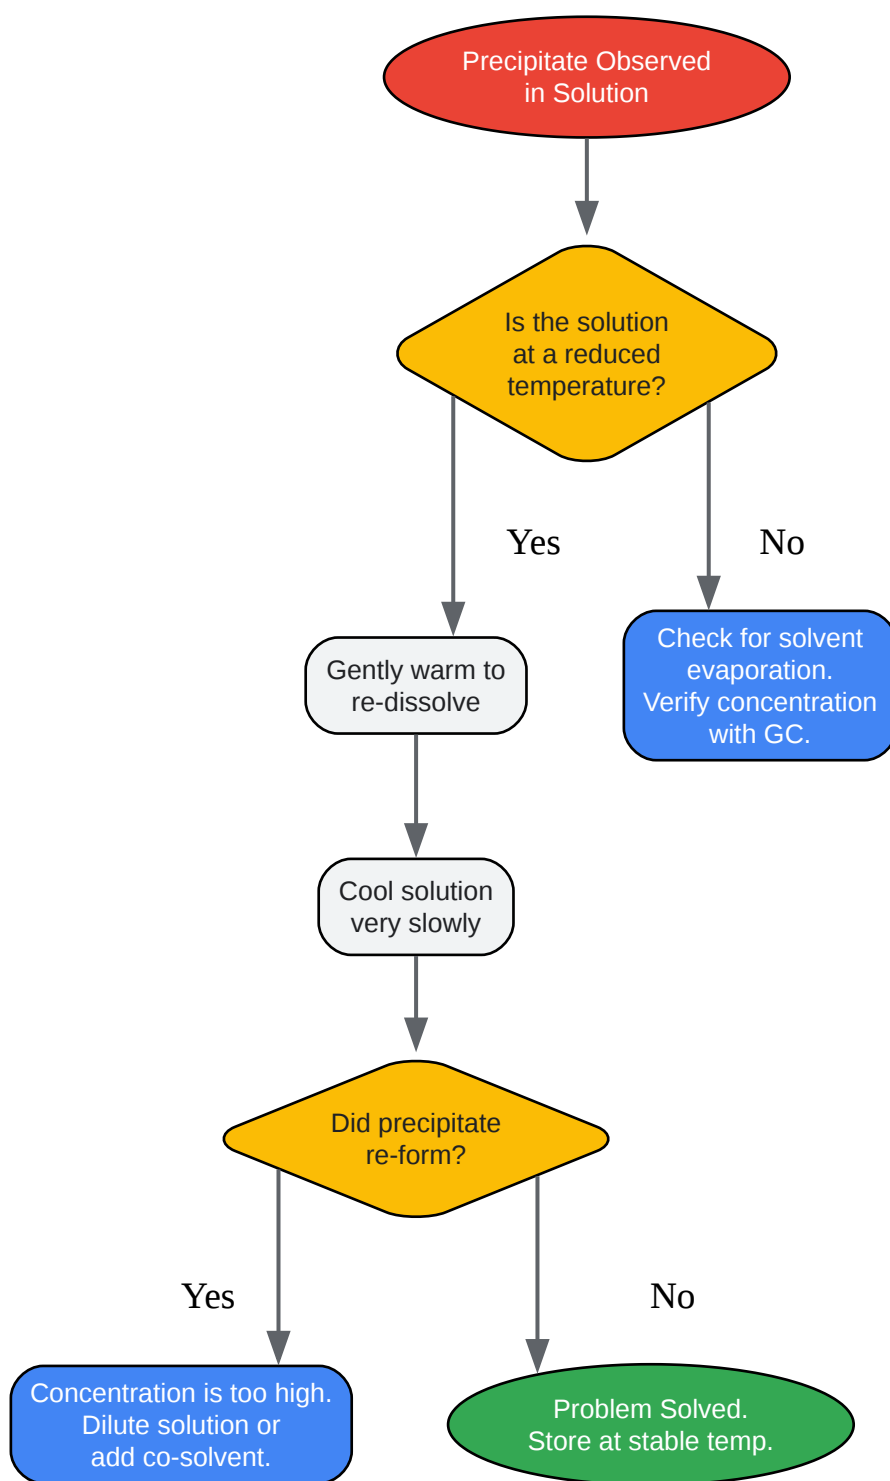 Precipitate Observed
in Solution
Is the solution
at a reduced
temperature?
Yes
No
Gently warm to
re-dissolve
Check for solvent
evaporation.
Verify concentration
with GC.
Cool solution
very slowly
Did precipitate
re-form?
Yes
No
Concentration is too high.
Dilute solution or
add co-solvent.
Problem Solved.
Store at stable temp.